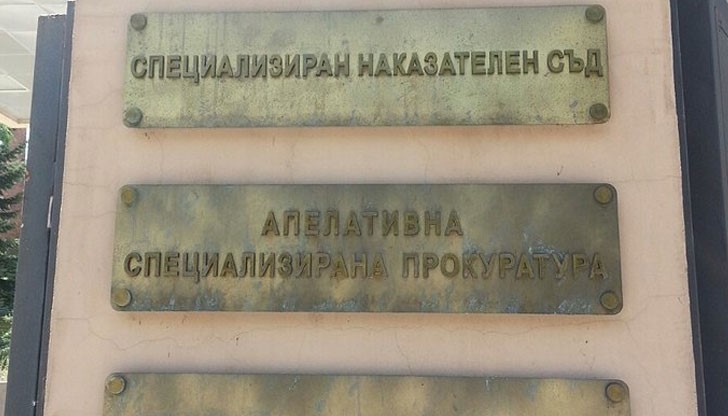 СПЕЦИАЛИЗИРАН НАКАЗАТЕЛЕН СЪД
АПЕЛАТИВНА
СПЕЦИАЛИЗИРАНА ПРОКУРАТУРА